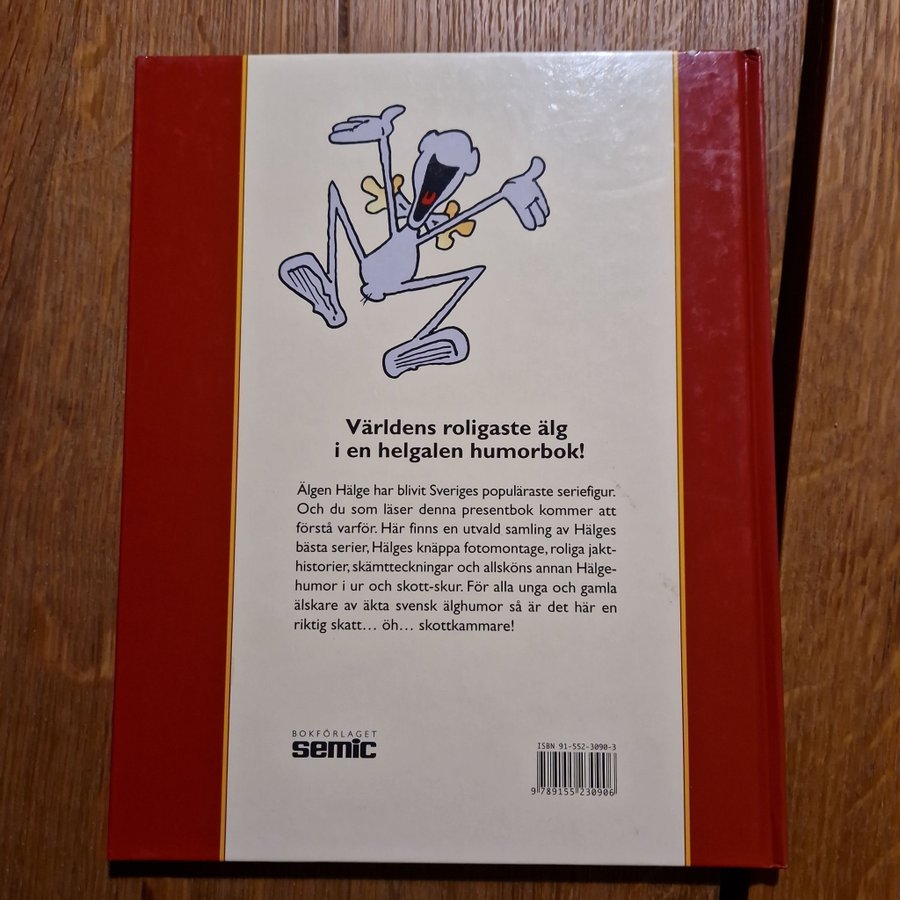 Världens roligaste älg
i en helgalen humorbok!
Älgen Hälge har blivit Sveriges populäraste seriefigur.
Och du som läser denna presentbok kommer att
förstå varför. Här finns en utvald samling av Hälges
bästa serier, Hälges knäppa fotomontage, roliga jakt-
historier, skämtteckningar och allsköns annan Hälge-
humor i ur och skott-skur. För alla unga och gamla
älskare av äkta svensk älghumor så är det här en
riktig skatt... öh... skottkammare!
BOKFÖRLAGET
semic
ISBN 91-552-3090-3
9 789155 230906